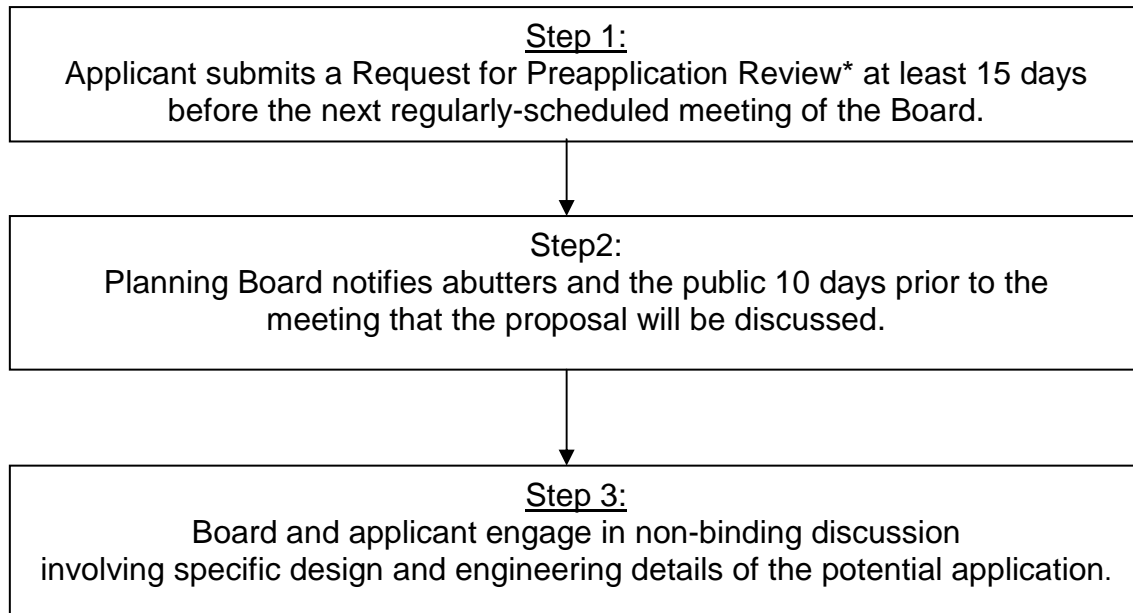 Step 1:
Applicant submits a Request for Preapplication Review* at least 15 days
before the next regularly-scheduled meeting of the Board.
Step2:
Planning Board notifies abutters and the public 10 days prior to the
meeting that the proposal will be discussed.
Step 3:
Board and applicant engage in non-binding discussion
involving specific design and engineering details of the potential application.